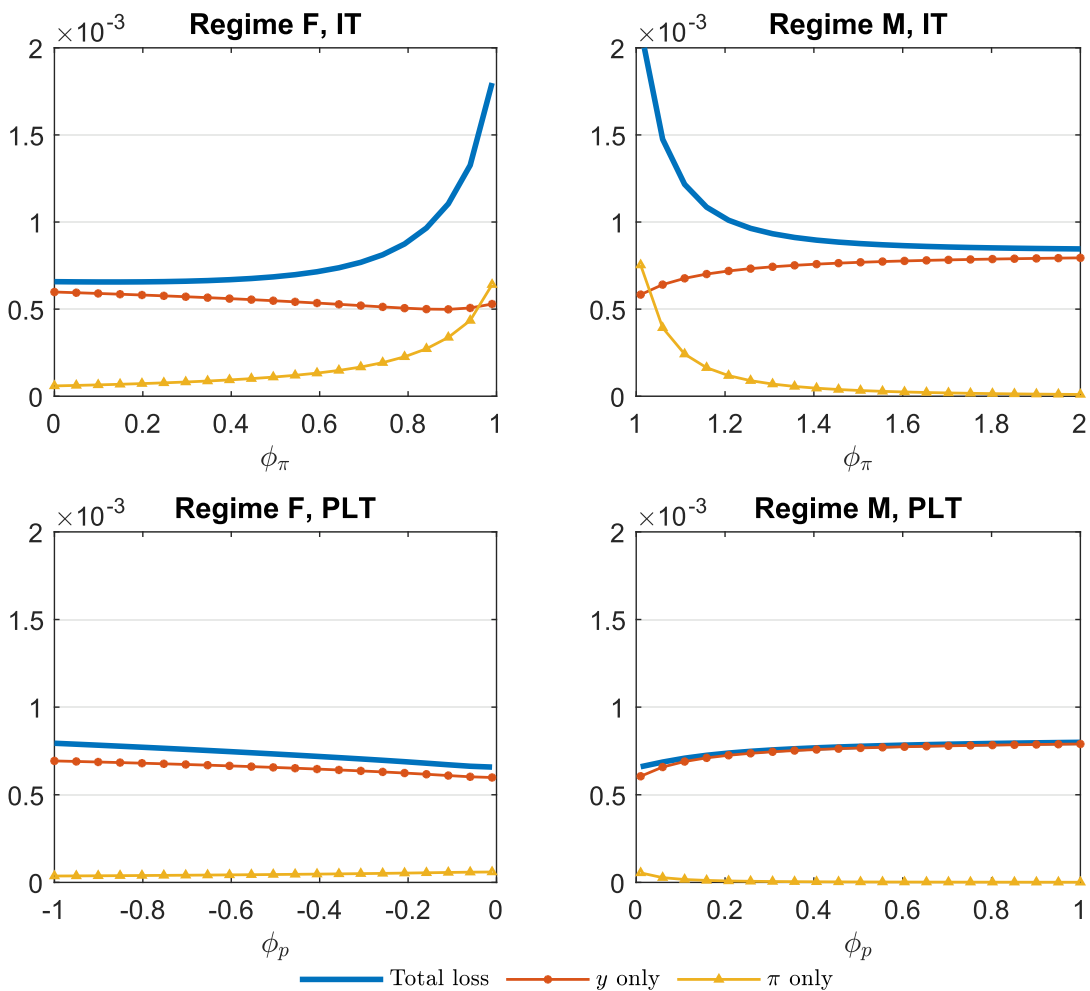 Regime F, IT
×10⁻³
2
1.5
1
0.5
0
0 0.2 0.4 0.6 0.8 1
ϕπ
Regime M, IT
×10⁻³
2
1.5
1
0.5
0
1 1.2 1.4 1.6 1.8 2
ϕπ
Regime F, PLT
×10⁻³
2
1.5
1
0.5
0
-1 -0.8 -0.6 -0.4 -0.2 0
ϕp
Regime M, PLT
×10⁻³
2
1.5
1
0.5
0
0 0.2 0.4 0.6 0.8 1
ϕp
Total loss y only π only